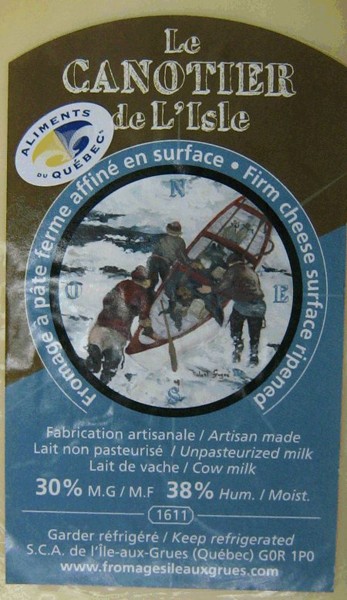 Le
CANOTIER
de L'Isle
ALIMENTS
DU QUÉBEC
Fromage à pâte ferme affiné en surface • Firm cheese surface ripened
N
O
E
S
Fabrication artisanale / Artisan made
Lait non pasteurisé / Unpasteurized milk
Lait de vache / Cow milk
30% M.G / M.F 38% Hum. / Moist.
1611
Garder réfrigéré / Keep refrigerated
S.C.A. de l'Île-aux-Grues (Québec) G0R 1P0
www.fromagesileauxgrues.com